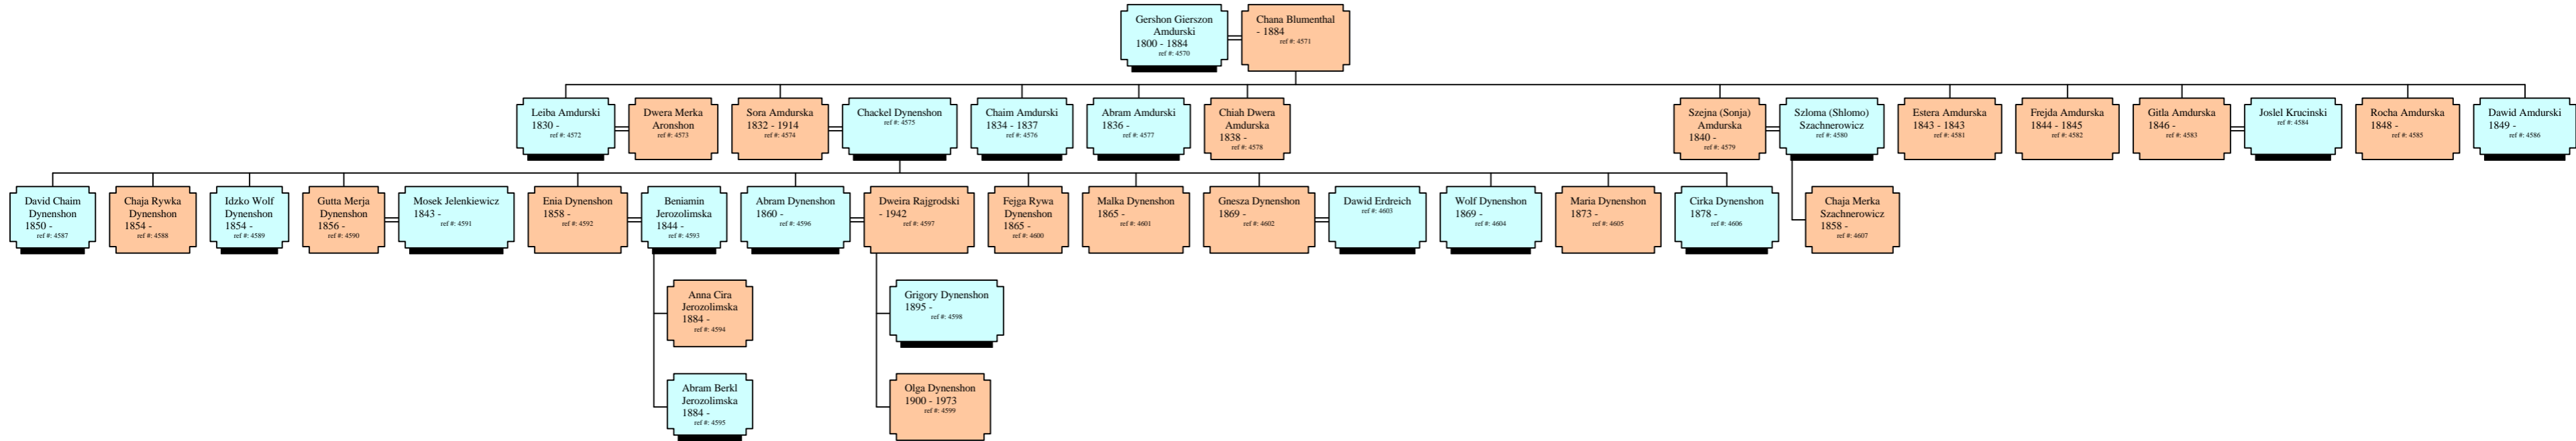 Gershon Gierszon
Amdurski
1800 - 1884
ref #: 4570
Chana Blumenthal
- 1884
ref #: 4571
Leiba Amdurski
1830 -
ref #: 4572
Dwera Merka
Aronshon
ref #: 4573
Sora Amdurska
1832 - 1914
ref #: 4574
Chackel Dynenshon
ref #: 4575
Chaim Amdurski
1834 - 1837
ref #: 4576
Abram Amdurski
1836 -
ref #: 4577
Chiah Dwera
Amdurska
1838 -
ref #: 4578
Szejna (Sonja)
Amdurska
1840 -
ref #: 4579
Szloma (Shlomo)
Szachnerowicz
ref #: 4580
Estera Amdurska
1843 - 1843
ref #: 4581
Frejda Amdurska
1844 - 1845
ref #: 4582
Gitla Amdurska
1846 -
ref #: 4583
Joslel Krucinski
ref #: 4584
Rocha Amdurska
1848 -
ref #: 4585
Dawid Amdurski
1849 -
ref #: 4586
David Chaim
Dynenshon
1850 -
ref #: 4587
Chaja Rywka
Dynenshon
1854 -
ref #: 4588
Idzko Wolf
Dynenshon
1854 -
ref #: 4589
Gutta Merja
Dynenshon
1856 -
ref #: 4590
Mosek Jelenkiewicz
1843 -
ref #: 4591
Enia Dynenshon
1858 -
ref #: 4592
Beniamin
Jerozolimska
1844 -
ref #: 4593
Abram Dynenshon
1860 -
ref #: 4596
Dweira Rajgrodski
- 1942
ref #: 4597
Fejga Rywa
Dynenshon
1865 -
ref #: 4600
Malka Dynenshon
1865 -
ref #: 4601
Gnesza Dynenshon
1869 -
ref #: 4602
Dawid Erdreich
ref #: 4603
Wolf Dynenshon
1869 -
ref #: 4604
Maria Dynenshon
1873 -
ref #: 4605
Cirka Dynenshon
1878 -
ref #: 4606
Chaja Merka
Szachnerowicz
1858 -
ref #: 4607
Anna Cira
Jerozolimska
1884 -
ref #: 4594
Grigory Dynenshon
1895 -
ref #: 4598
Abram Berkl
Jerozolimska
1884 -
ref #: 4595
Olga Dynenshon
1900 - 1973
ref #: 4599